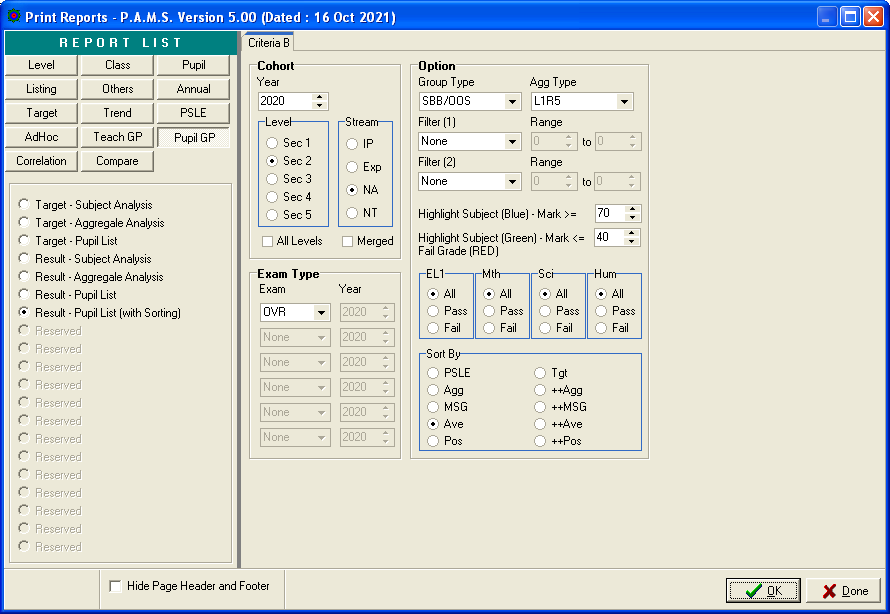 Print Reports - P.A.M.S. Version 5.00 (Dated : 16 Oct 2021)
REPORT LIST
Level Class Pupil
Listing Others Annual
Target Trend PSLE
AdHoc Teach GP Pupil GP
Correlation Compare
Target - Subject Analysis
Target - Aggregale Analysis
Target - Pupil List
Result - Subject Analysis
Result - Aggregale Analysis
Result - Pupil List
Result - Pupil List (with Sorting)
Reserved
Reserved
Reserved
Reserved
Reserved
Reserved
Reserved
Reserved
Reserved
Reserved
Reserved
Reserved
Reserved
Criteria B
Cohort
Year
2020
Level
Sec 1
Sec 2
Sec 3
Sec 4
Sec 5
Stream
IP
Exp
NA
NT
All Levels
Merged
Exam Type
Exam Year
OVR 2020
None 2020
None 2020
None 2020
None 2020
None 2020
Option
Group Type Agg Type
SBB/OOS L1R5
Filter (1) Range
None 0 to 0
Filter (2) Range
None 0 to 0
Highlight Subject (Blue) - Mark >= 70
Highlight Subject (Green) - Mark <= 40
Fail Grade (RED)
EL1
All
Pass
Fail
Mth
All
Pass
Fail
Sci
All
Pass
Fail
Hum
All
Pass
Fail
Sort By
PSLE
Agg
MSG
Ave
Pos
Tgt
++Agg
++MSG
++Ave
++Pos
Hide Page Header and Footer
OK
Done